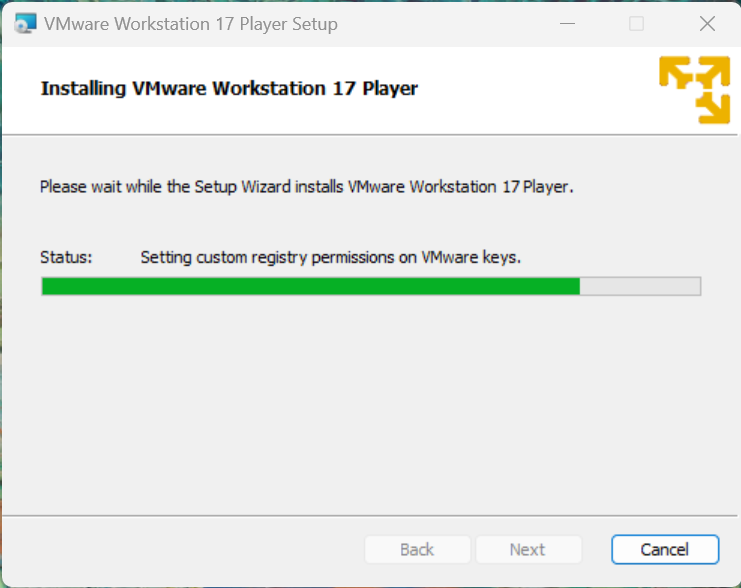 VMware Workstation 17 Player Setup
Installing VMware Workstation 17 Player
Please wait while the Setup Wizard installs VMware Workstation 17 Player.
Status: Setting custom registry permissions on VMware keys.
Back Next Cancel